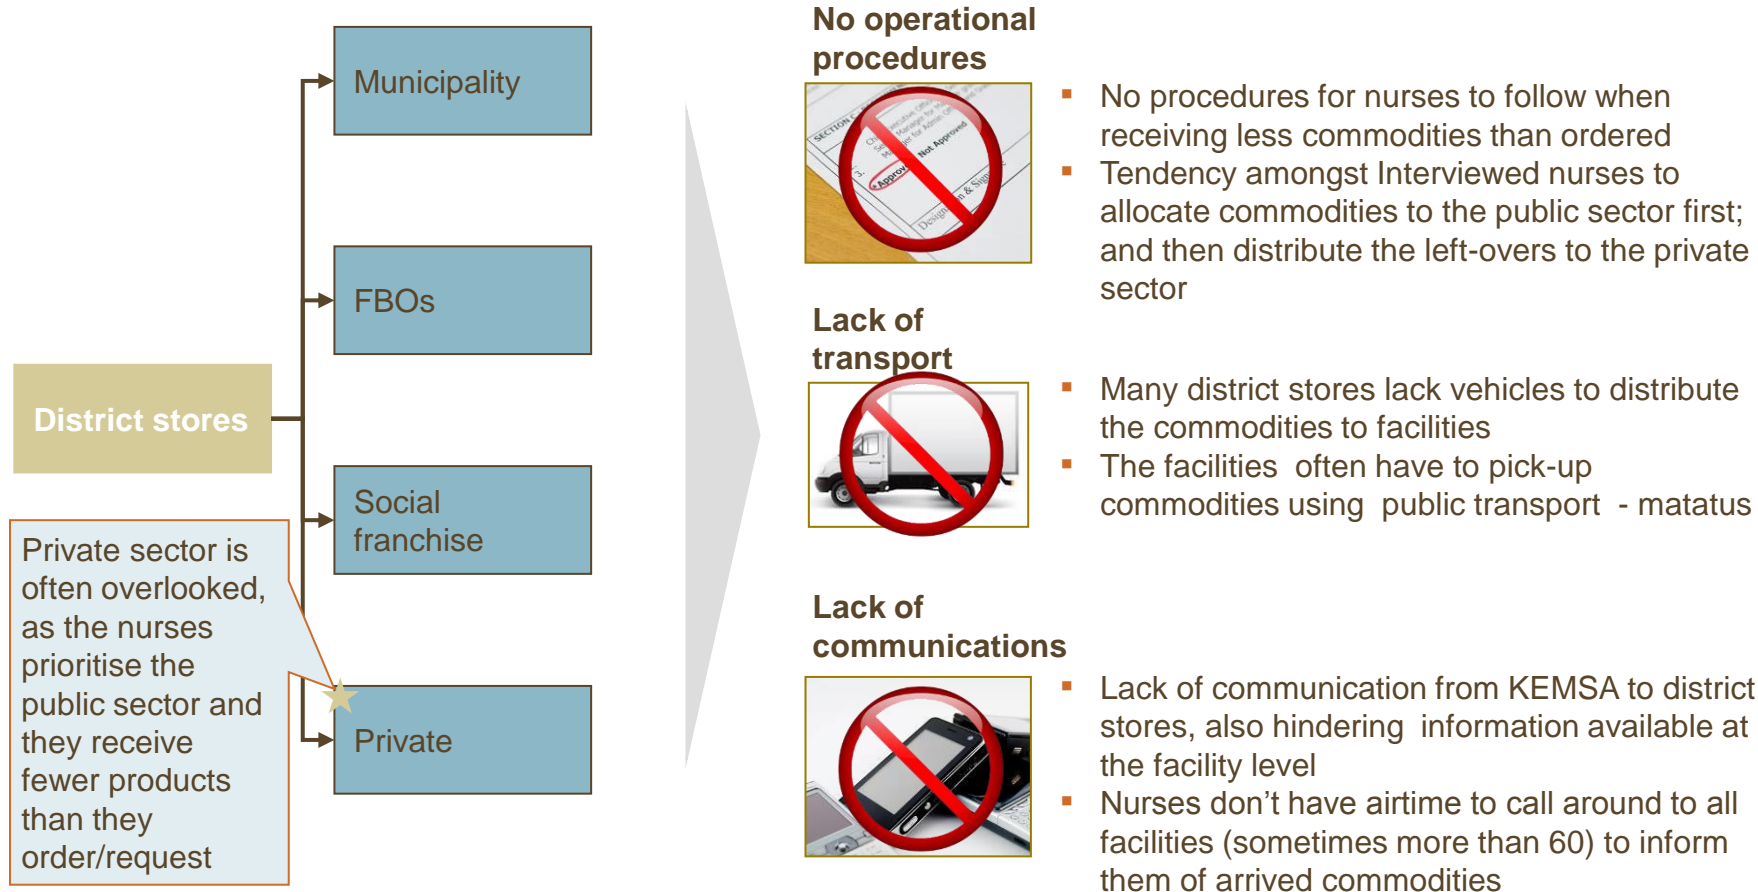 Municipality
FBOs
District stores
Social
franchise
Private
Private sector is
often overlooked,
as the nurses
prioritise the
public sector and
they receive
fewer products
than they
order/request
No operational
procedures
SECTION C
Not Approved
3.
▪ No procedures for nurses to follow when
receiving less commodities than ordered
▪ Tendency amongst Interviewed nurses to
allocate commodities to the public sector first;
and then distribute the left-overs to the private
sector
Lack of
transport
▪ Many district stores lack vehicles to distribute
the commodities to facilities
▪ The facilities  often have to pick-up
commodities using  public transport  - matatus
Lack of
communications
▪ Lack of communication from KEMSA to district
stores, also hindering  information available at
the facility level
▪ Nurses don’t have airtime to call around to all
facilities (sometimes more than 60) to inform
them of arrived commodities